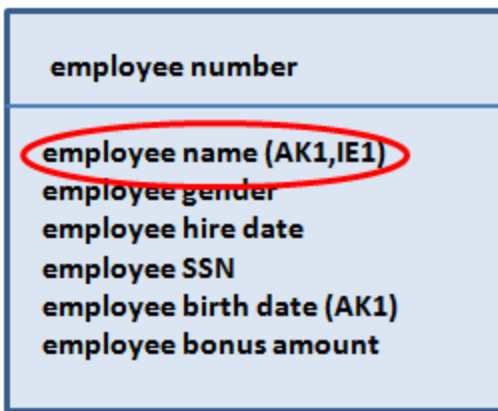 employee number
employee name (AK1,IE1)
employee gender
employee hire date
employee SSN
employee birth date (AK1)
employee bonus amount